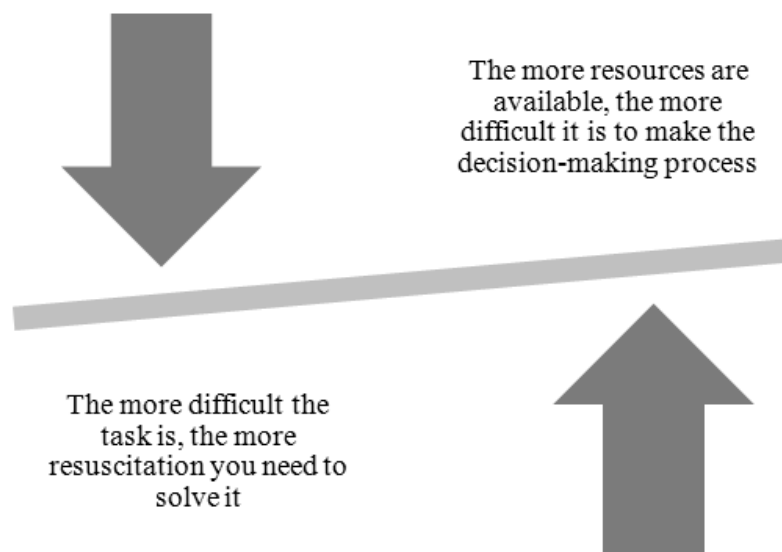 The more resources are
available, the more
difficult it is to make the
decision-making process
The more difficult the
task is, the more
resuscitation you need to
solve it